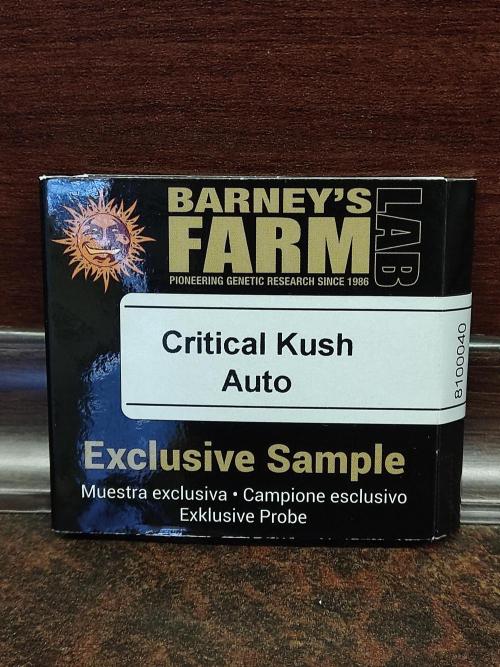 BARNEY'S
FARM
LAB
PIONEERING GENETIC RESEARCH SINCE 1986
Critical Kush
Auto
8100040
Exclusive Sample
Muestra exclusiva • Campione esclusivo
Exklusive Probe